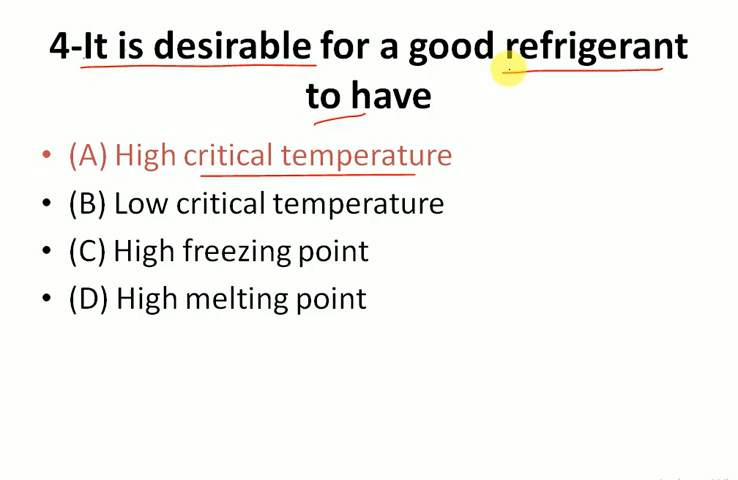 4-It is desirable for a good refrigerant
to have
• (A) High critical temperature
• (B) Low critical temperature
• (C) High freezing point
• (D) High melting point